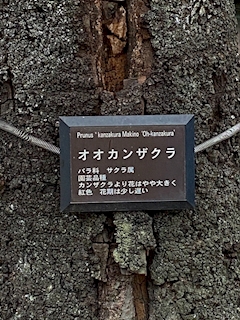 Prunus × kanzakura Makino 'Oh-kanzakura'
オオカンザクラ
バラ科　サクラ属
園芸品種
カンザクラより花はやや大きく
紅色　花期は少し遅い